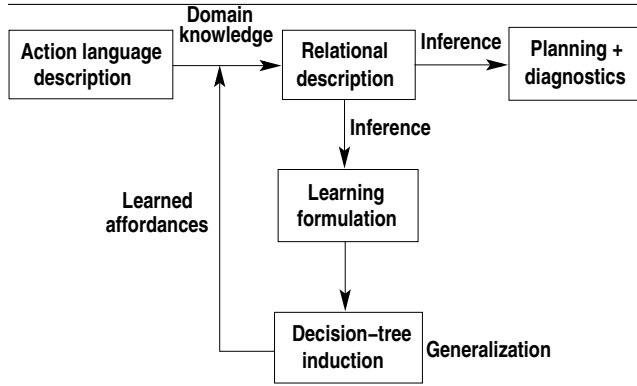 Domain
knowledge
Action language
description
Relational
description
Inference
Planning +
diagnostics
Inference
Learned
affordances
Learning
formulation
Decision−tree
induction
Generalization